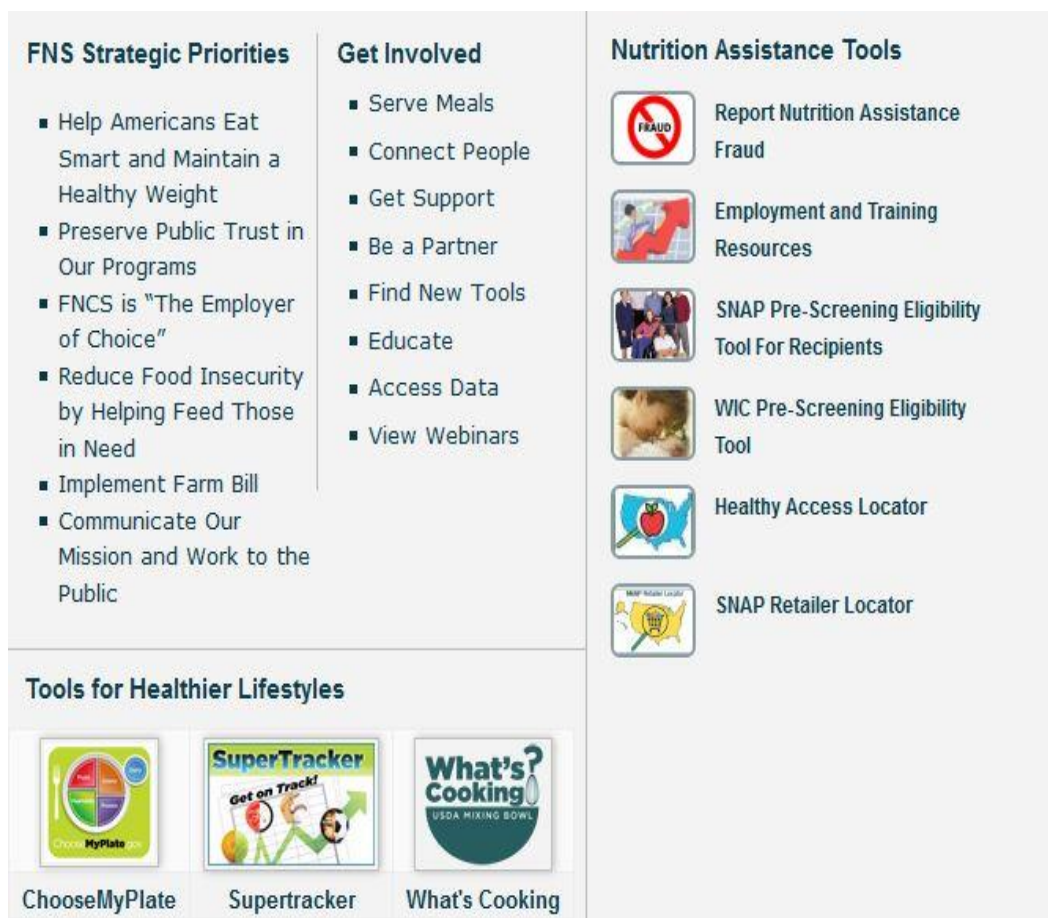 FNS Strategic Priorities
Help Americans Eat
Smart and Maintain a
Healthy Weight
Preserve Public Trust in
Our Programs
FNCS is “The Employer
of Choice”
Reduce Food Insecurity
by Helping Feed Those
in Need
Implement Farm Bill
Communicate Our
Mission and Work to the
Public
Get Involved
Serve Meals
Connect People
Get Support
Be a Partner
Find New Tools
Educate
Access Data
View Webinars
Nutrition Assistance Tools
FRAUD
Report Nutrition Assistance
Fraud
Employment and Training
Resources
SNAP Pre-Screening Eligibility
Tool For Recipients
WIC Pre-Screening Eligibility
Tool
Healthy Access Locator
SNAP Retailer Locator
SNAP Retailer Locator
Tools for Healthier Lifestyles
ChooseMyPlate.gov
ChooseMyPlate
SuperTracker
Get on Track!
Supertracker
What's?
Cooking
USDA MIXING BOWL
What's Cooking